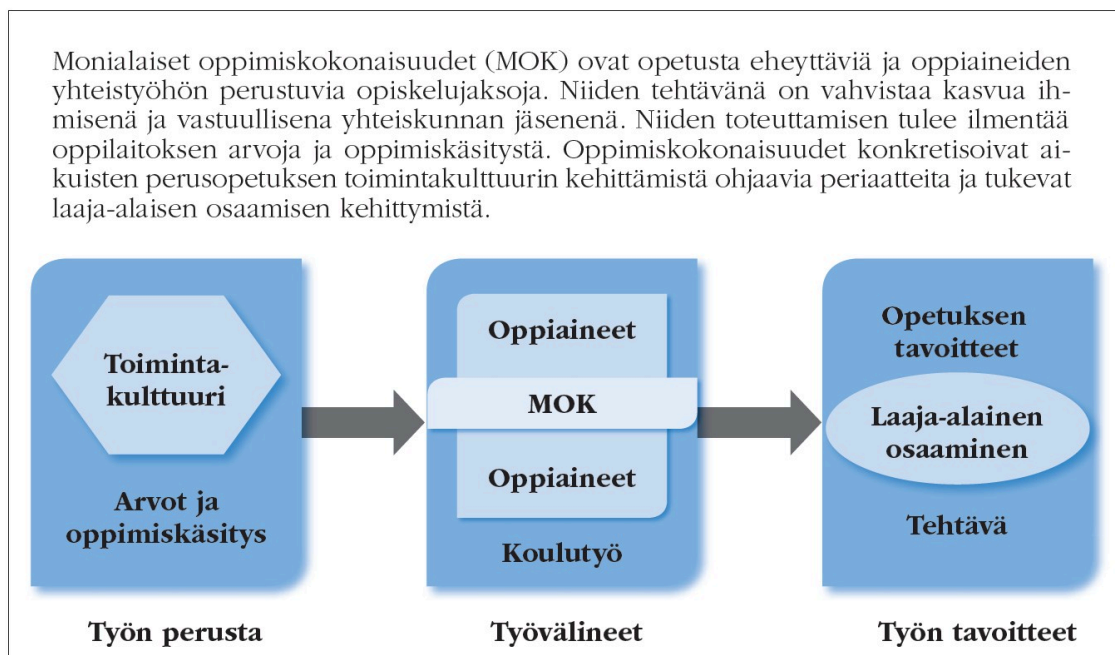 Monialaiset oppimiskokonaisuudet (MOK) ovat opetusta eheyttäviä ja oppiaineiden
yhteistyöhön perustuvia opiskelujaksoja. Niiden tehtävänä on vahvistaa kasvua ih-
misenä ja vastuullisena yhteiskunnan jäsenenä. Niiden toteuttamisen tulee ilmentää
oppilaitoksen arvoja ja oppimiskäsitystä. Oppimiskokonaisuudet konkretisoivat ai-
kuisten perusopetuksen toimintakulttuurin kehittämistä ohjaavia periaatteita ja tukevat
laaja-alaisen osaamisen kehittymistä.
Toiminta-
kulttuuri
Arvot ja
oppimiskäsitys
Työn perusta
Oppiaineet
MOK
Oppiaineet
Koulutyö
Työvälineet
Opetuksen
tavoitteet
Laaja-alainen
osaaminen
Tehtävä
Työn tavoitteet